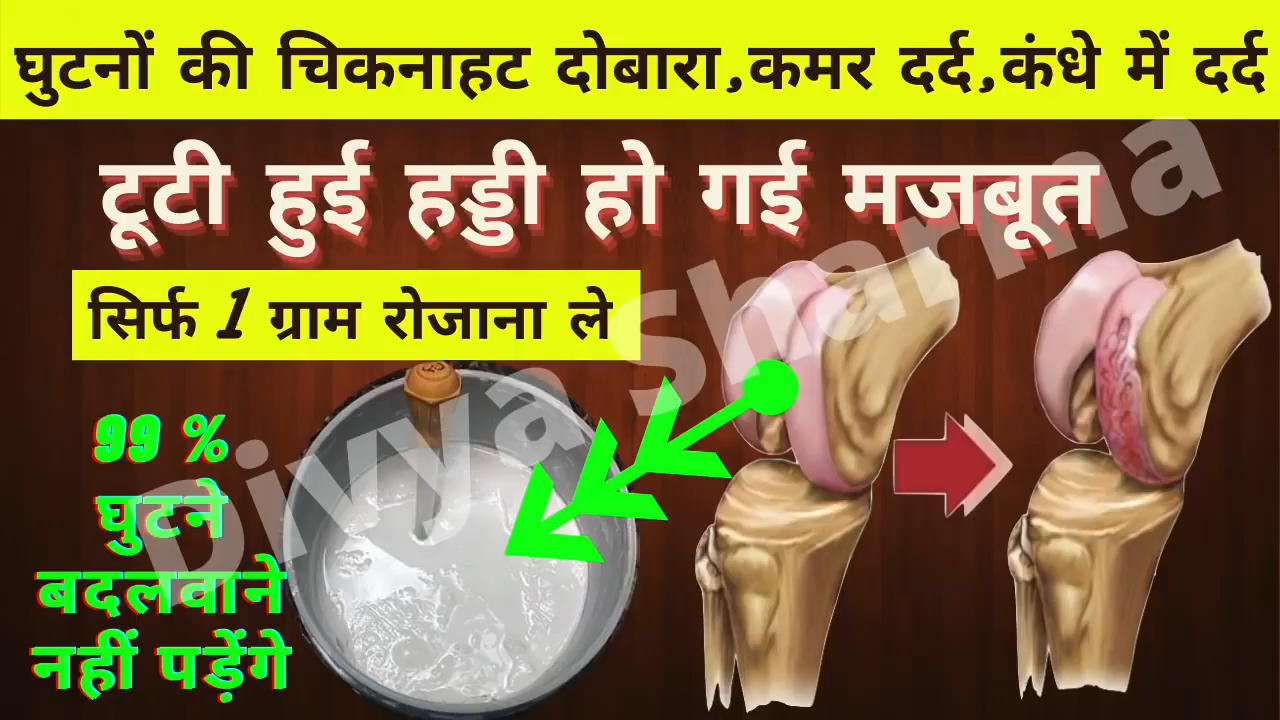 घुटनों की चिकनाहट दोबारा,कमर दर्द,कंधे में दर्द
टूटी हुई हड्डी हो गई मजबूत
सिर्फ 1 ग्राम रोजाना ले
99 %
घुटने
बदलवाने
नहीं पड़ेंगे
Divya Sharma